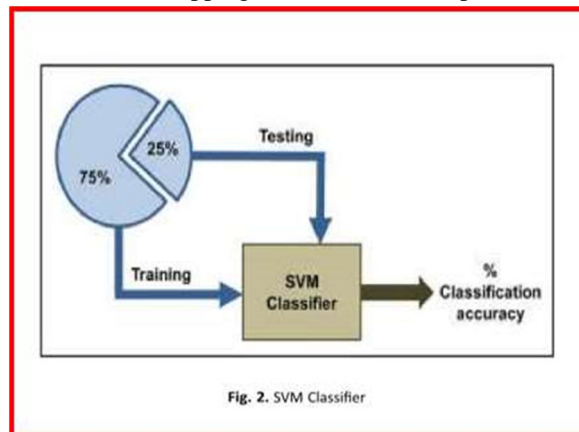 75%
25%
Testing
Training
SVM
Classifier
%
Classification
accuracy
Fig. 2. SVM Classifier